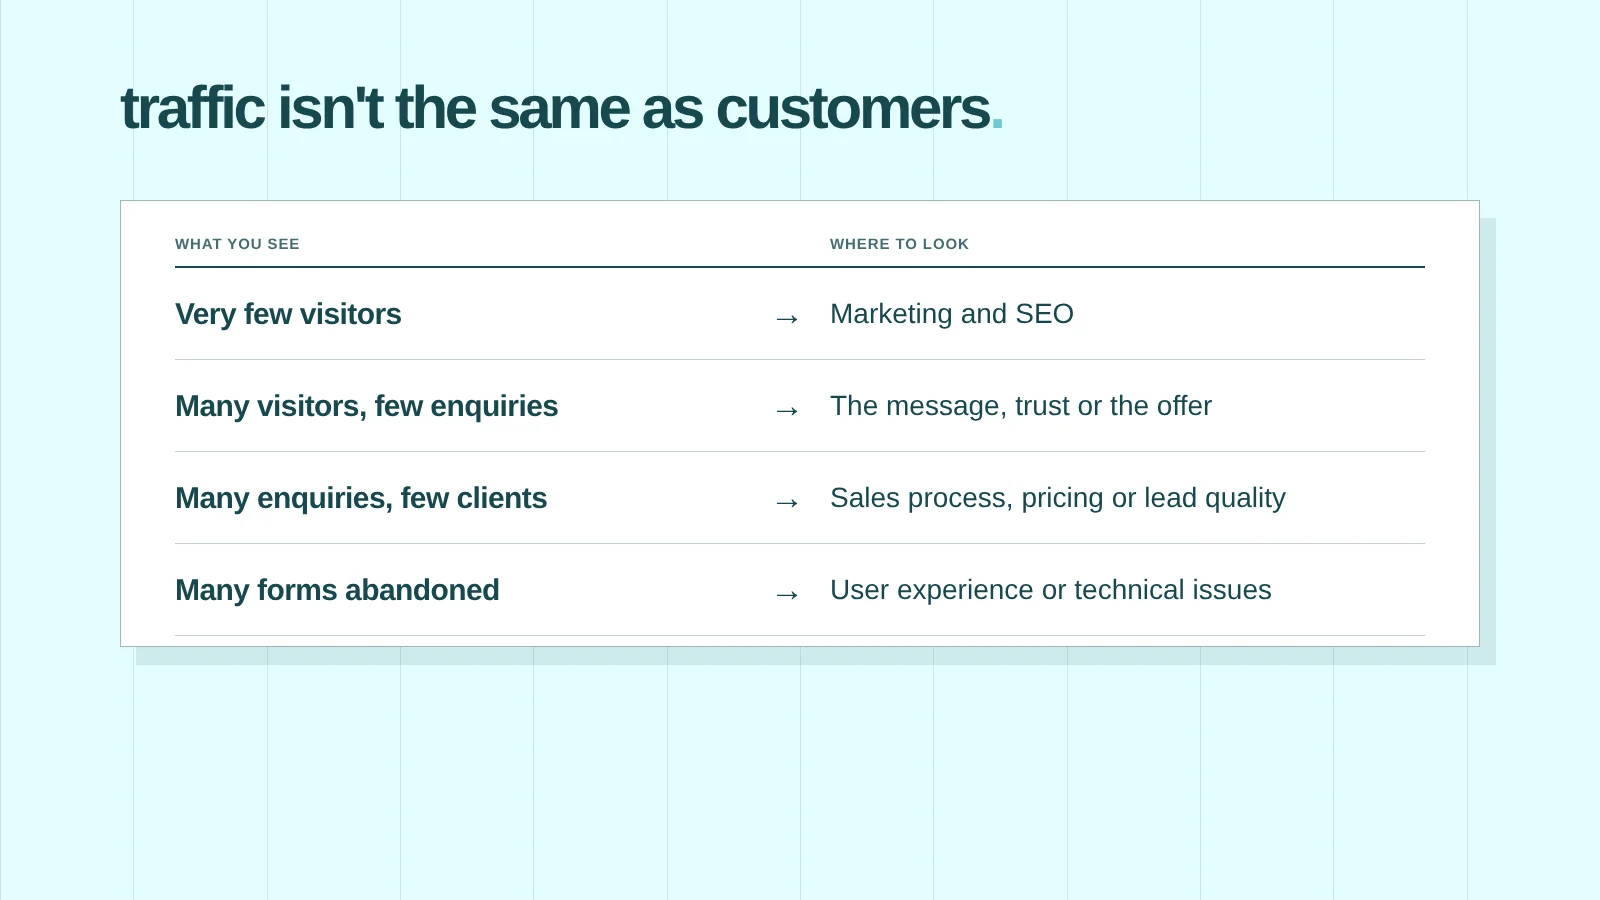 traffic isn't the same as customers.
WHAT YOU SEE WHERE TO LOOK
Very few visitors → Marketing and SEO
Many visitors, few enquiries → The message, trust or the offer
Many enquiries, few clients → Sales process, pricing or lead quality
Many forms abandoned → User experience or technical issues